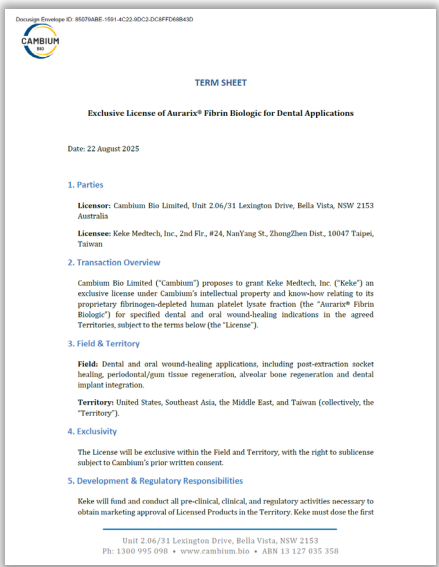 Docusign Envelope ID: 85079ABE-1591-4C22-9DC2-DC8FFD68B43D
CAMBIUM
BIO
TERM SHEET
Exclusive License of Aurarix® Fibrin Biologic for Dental Applications
Date: 22 August 2025
1. Parties
Licensor: Cambium Bio Limited, Unit 2.06/31 Lexington Drive, Bella Vista, NSW 2153
Australia
Licensee: Keke Medtech, Inc., 2nd Flr., #24, NanYang St., ZhongZhen Dist., 10047 Taipei,
Taiwan
2. Transaction Overview
Cambium Bio Limited ("Cambium") proposes to grant Keke Medtech, Inc. ("Keke") an
exclusive license under Cambium's intellectual property and know-how relating to its
proprietary fibrinogen-depleted human platelet lysate fraction (the "Aurarix® Fibrin
Biologic") for specified dental and oral wound-healing indications in the agreed
Territories, subject to the terms below (the "License").
3. Field & Territory
Field: Dental and oral wound-healing applications, including post-extraction socket
healing, periodontal/gum tissue regeneration, alveolar bone regeneration and dental
implant integration.
Territory: United States, Southeast Asia, the Middle East, and Taiwan (collectively, the
"Territory").
4. Exclusivity
The License will be exclusive within the Field and Territory, with the right to sublicense
subject to Cambium's prior written consent.
5. Development & Regulatory Responsibilities
Keke will fund and conduct all pre-clinical, clinical, and regulatory activities necessary to
obtain marketing approval of Licensed Products in the Territory. Keke must dose the first
Unit 2.06/31 Lexington Drive, Bella Vista, NSW 2153
Ph: 1300 995 098 • www.cambium.bio • ABN 13 127 035 358